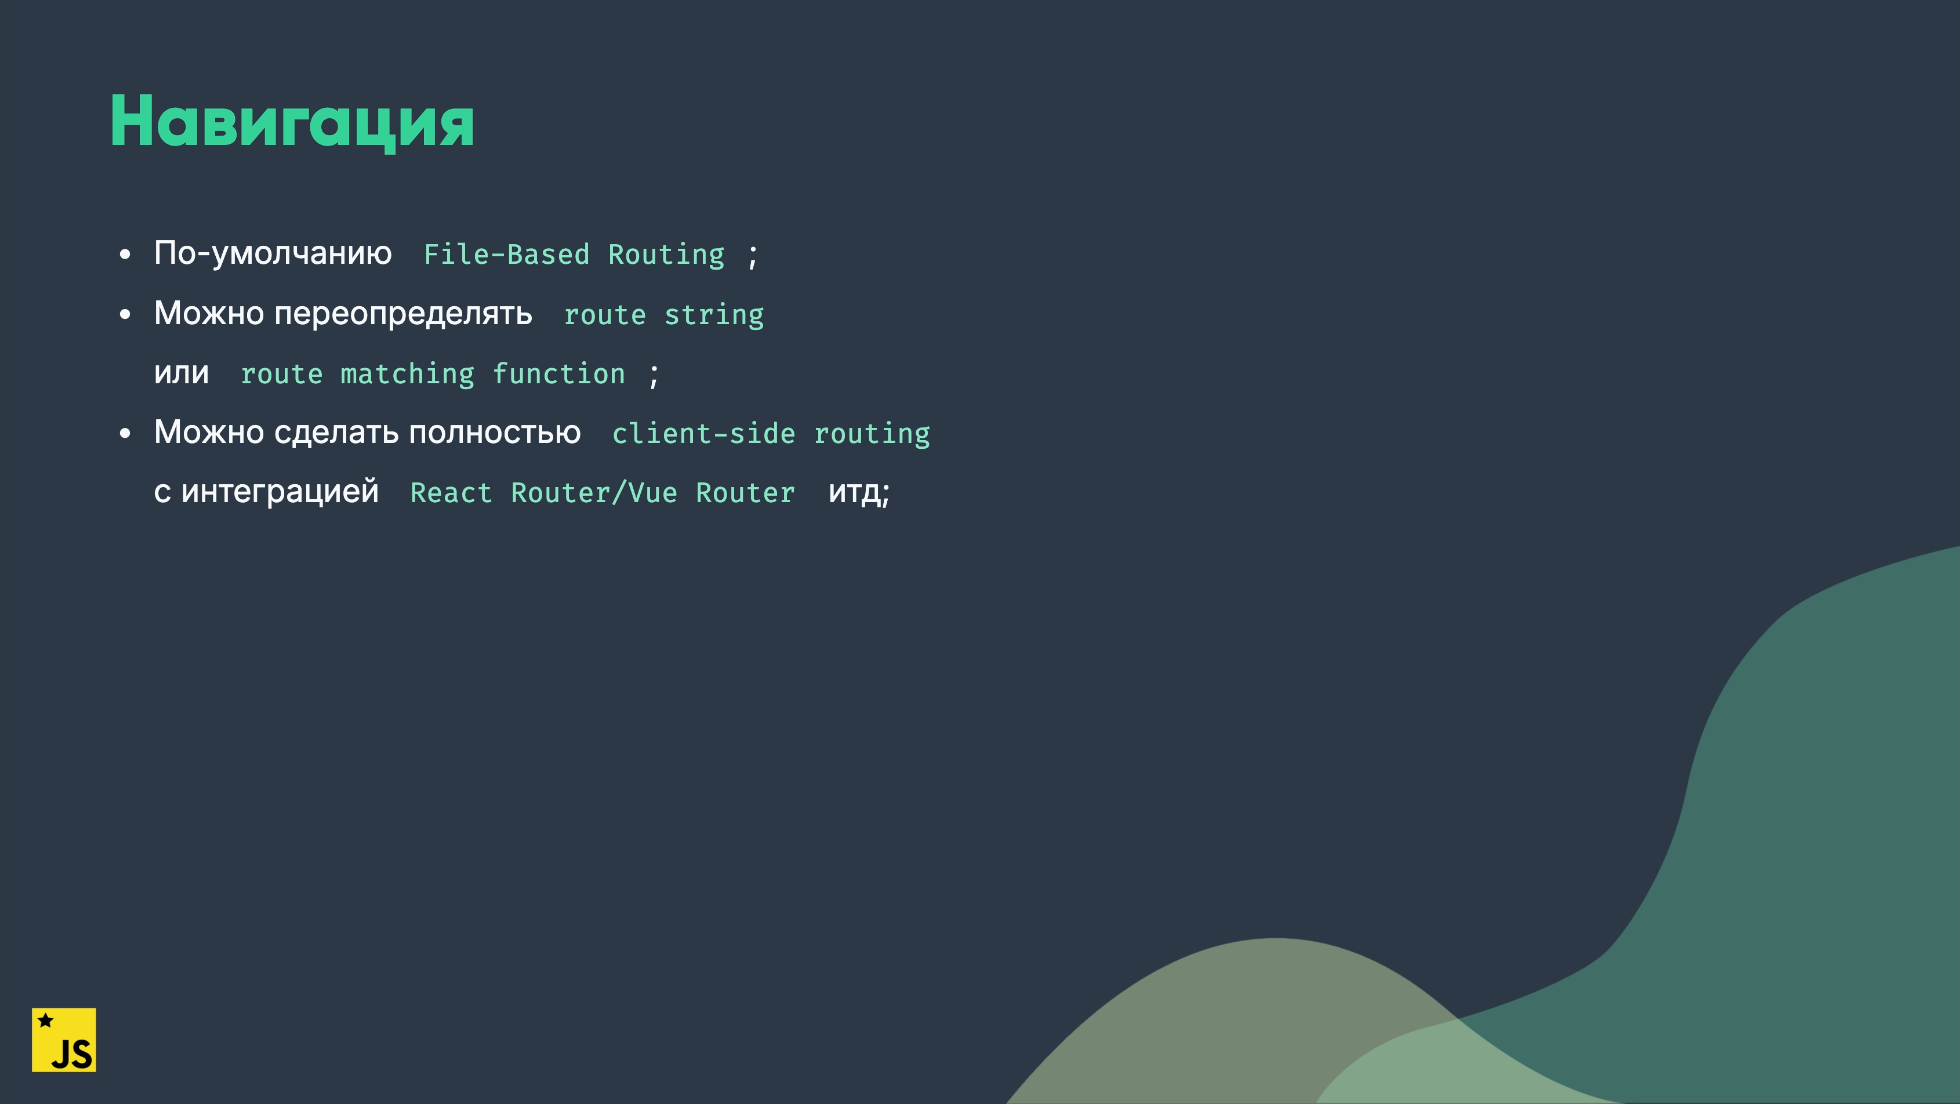 Навигация
• По-умолчанию File-Based Routing ;
• Можно переопределять route string
или route matching function ;
• Можно сделать полностью client-side routing
с интеграцией React Router/Vue Router итд;
JS